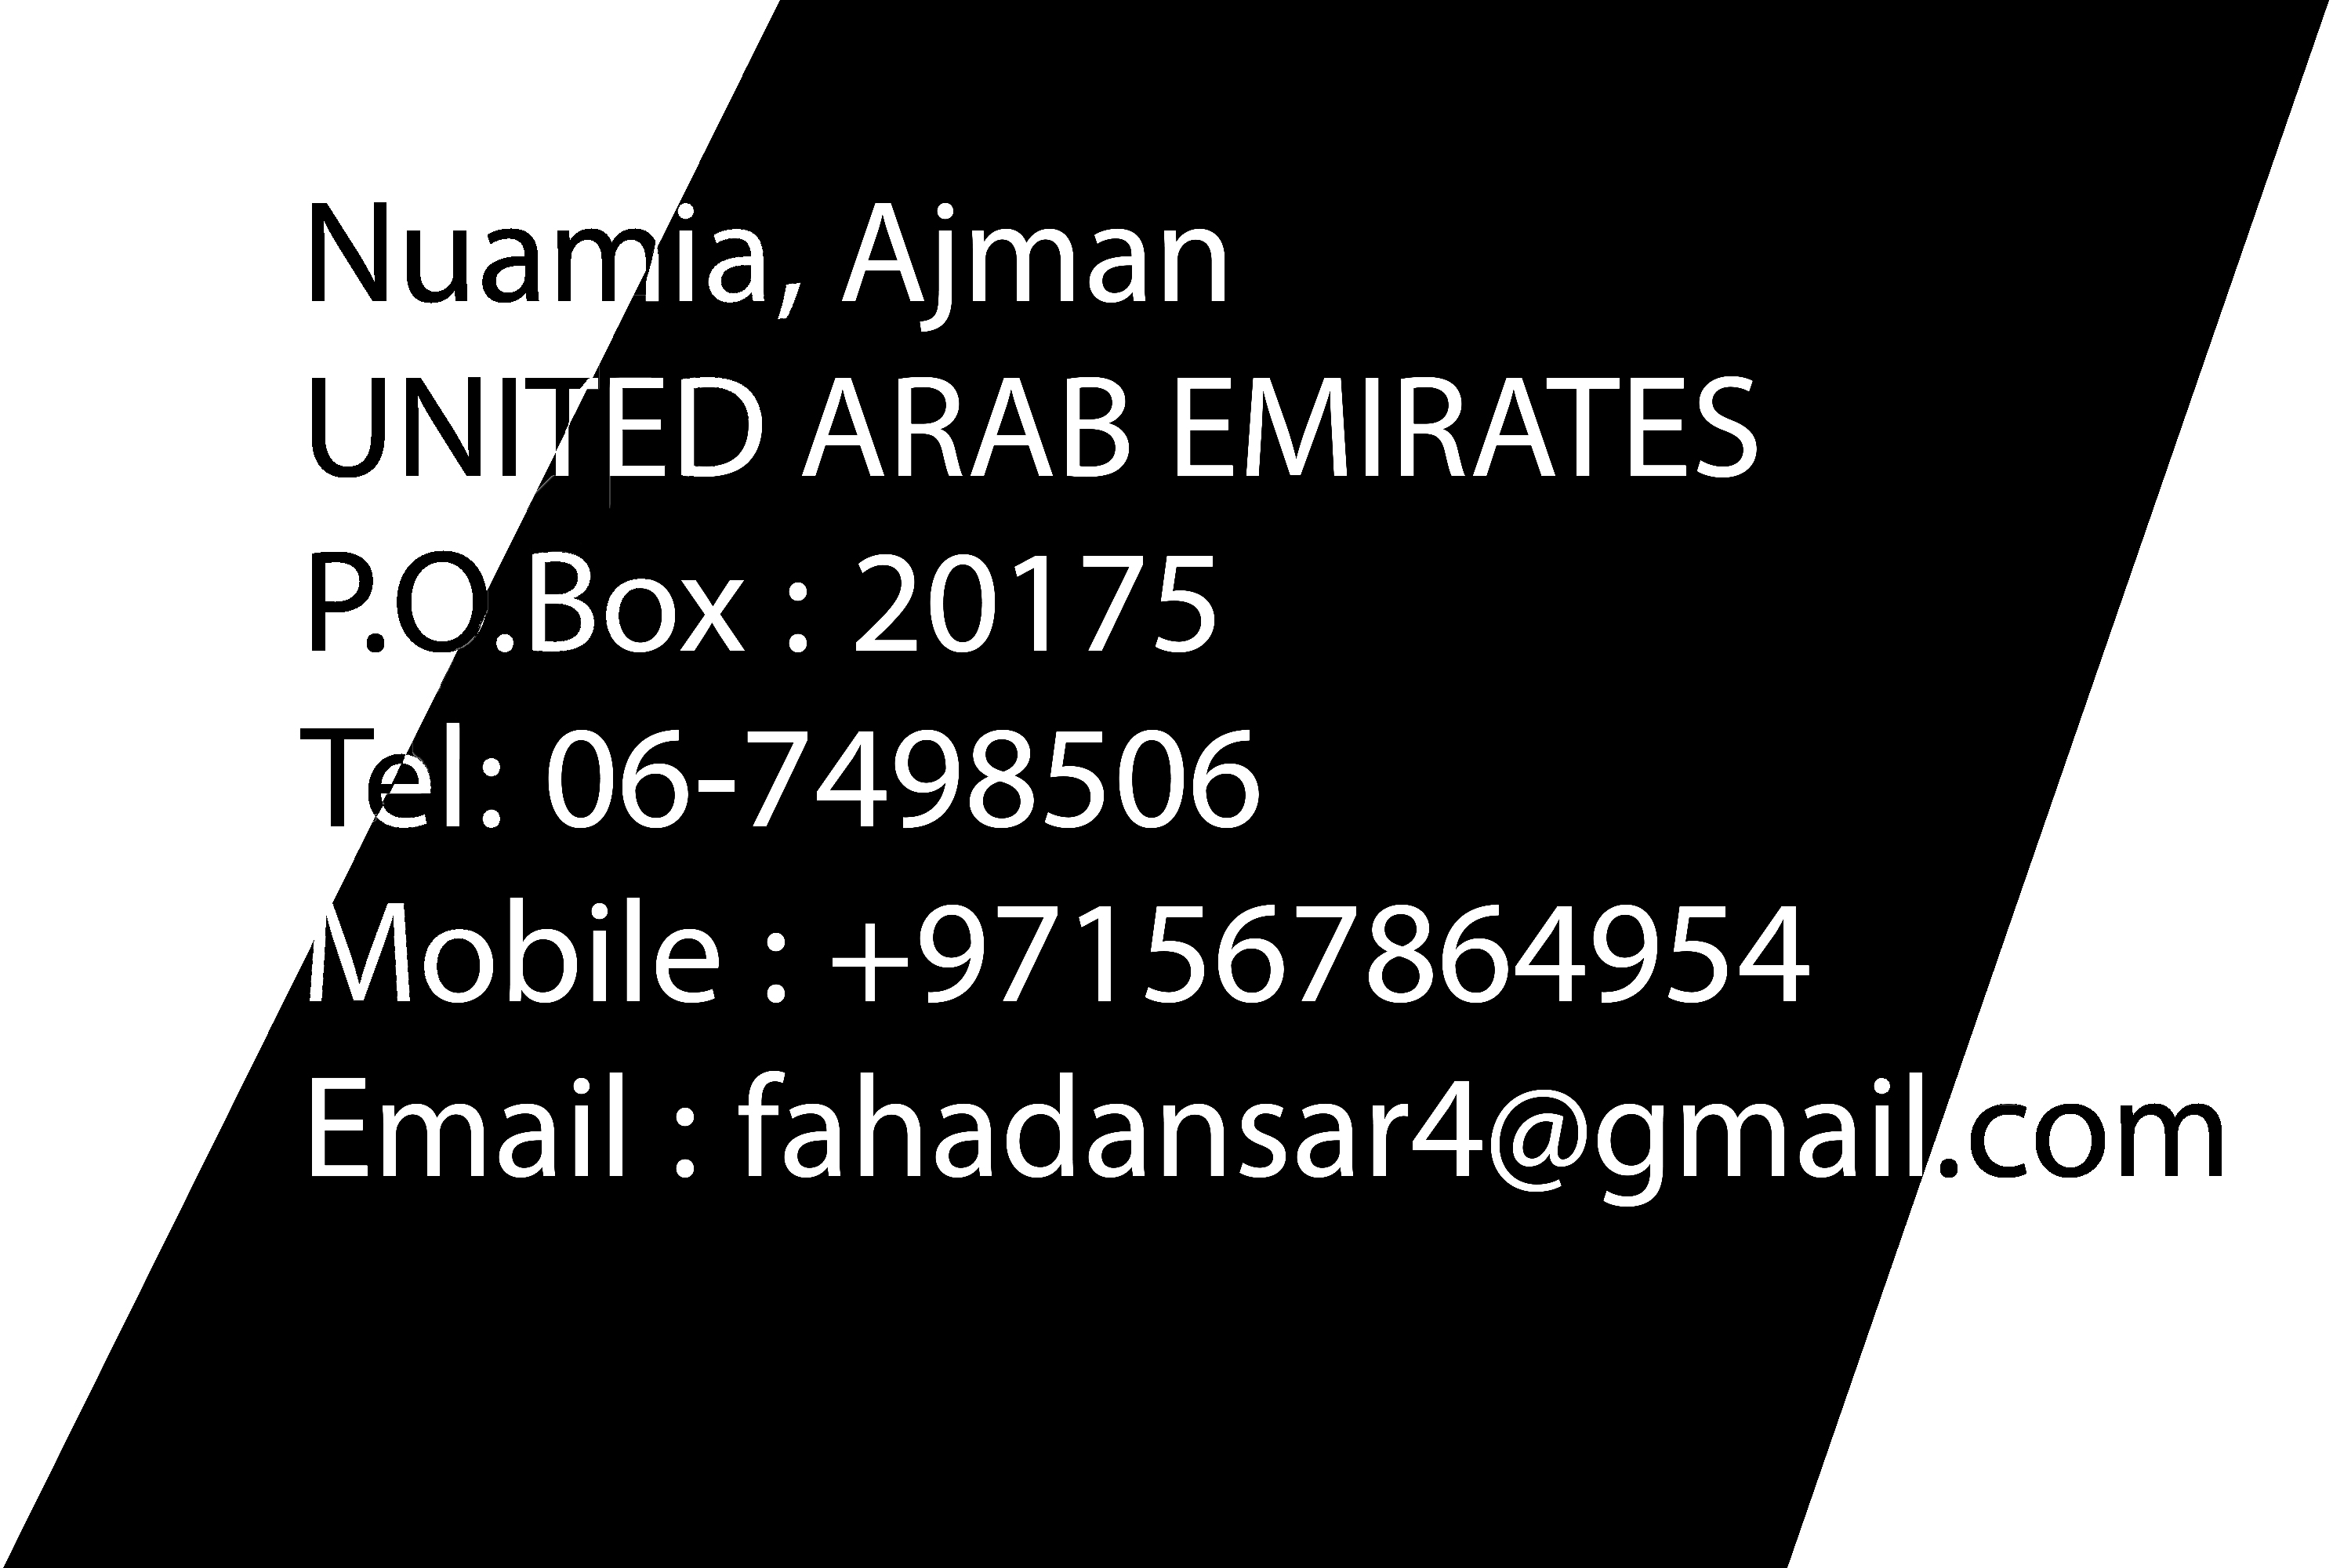 Nuamia, Ajman
UNITED ARAB EMIRATES
P.O.Box : 20175
Tel: 06-7498506
Mobile : +971567864954
Email : fahadansar4@gmail.com